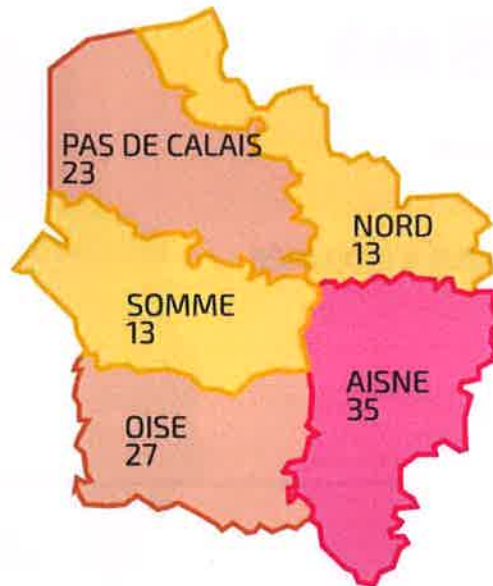 PAS DE CALAIS
23
NORD
13
SOMME
13
AISNE
35
OISE
27